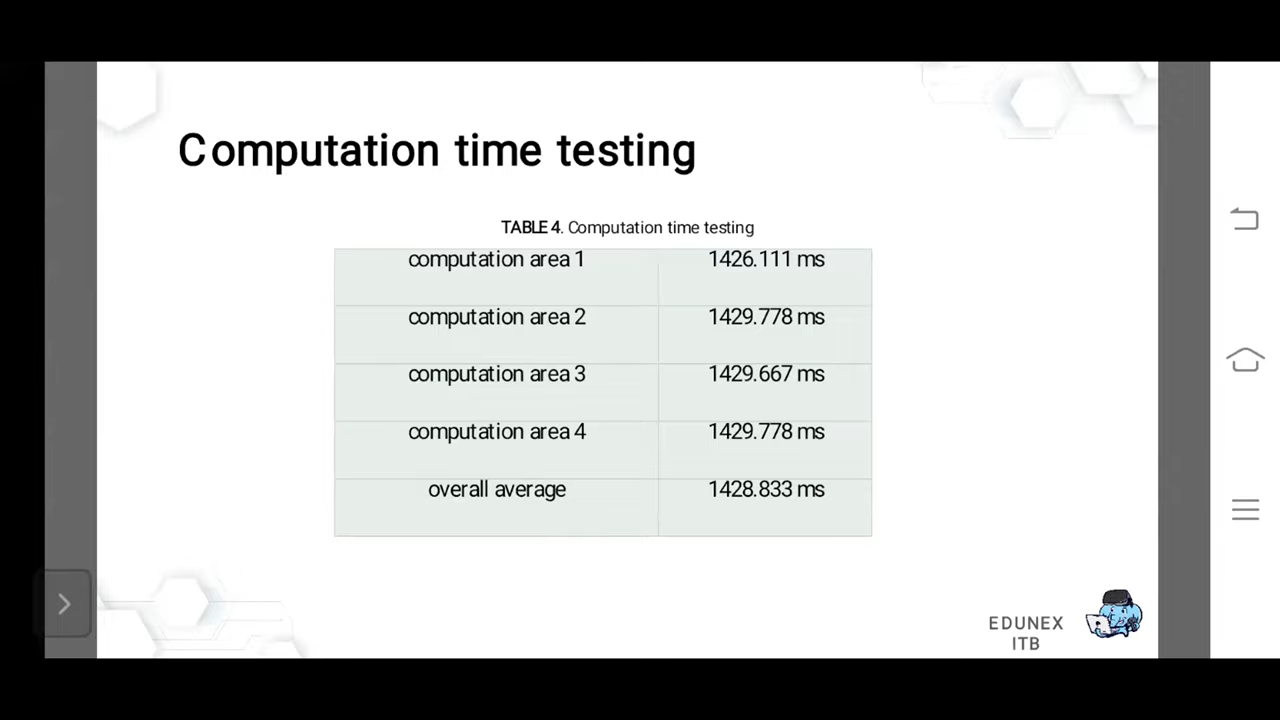 Computation time testing
TABLE 4. Computation time testing
computation area 1 1426.111 ms
computation area 2 1429.778 ms
computation area 3 1429.667 ms
computation area 4 1429.778 ms
overall average 1428.833 ms
EDUNEX
ITB